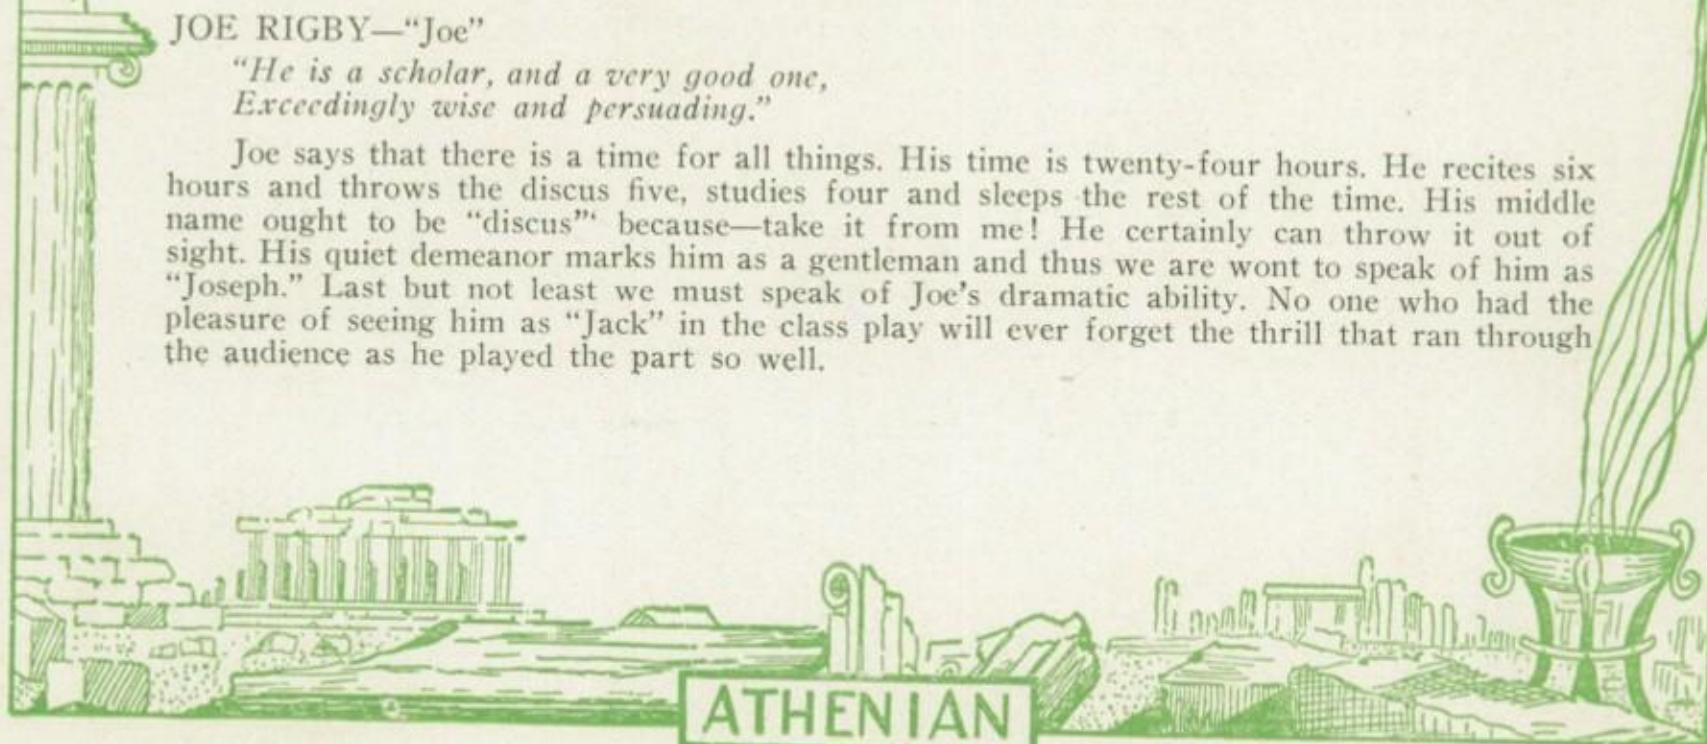 JOE RIGBY—“Joe”
“He is a scholar, and a very good one,
Exceedingly wise and persuading.”
Joe says that there is a time for all things. His time is twenty-four hours. He recites six
hours and throws the discus five, studies four and sleeps the rest of the time. His middle
name ought to be “discus”‘ because—take it from me! He certainly can throw it out of
sight. His quiet demeanor marks him as a gentleman and thus we are wont to speak of him as
“Joseph.” Last but not least we must speak of Joe’s dramatic ability. No one who had the
pleasure of seeing him as “Jack” in the class play will ever forget the thrill that ran through
the audience as he played the part so well.
ATHENIAN